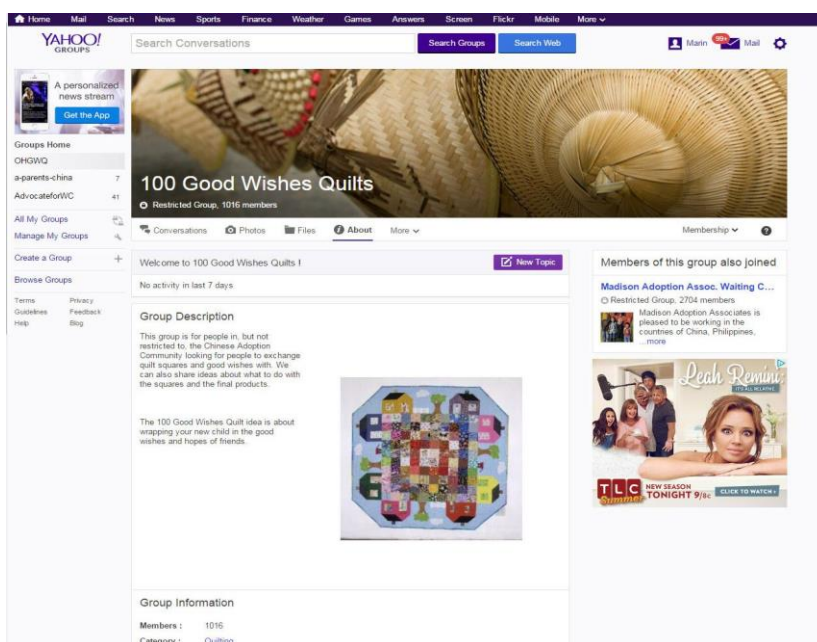 Home Mail Search News Sports Finance Weather Games Answers Screen Flickr Mobile More
YAHOO!
GROUPS
Search Conversations
Search Groups
Search Web
Marin
99+
Mail
A personalized
news stream
Get the App
Groups Home
OHGWQ
a-parents-china 7
AdvocateforWC 41
All My Groups
Manage My Groups
Create a Group
Browse Groups
Terms Privacy
Guidelines Feedback
Help Blog
100 Good Wishes Quilts
Restricted Group, 1016 members
Conversations Photos Files About More Membership
Welcome to 100 Good Wishes Quilts !
New Topic
No activity in last 7 days
Group Description
This group is for people in, but not
restricted to, the Chinese Adoption
Community looking for people to exchange
quilt squares and good wishes with. We
can also share ideas about what to do with
the squares and the final products.
The 100 Good Wishes Quilt idea is about
wrapping your new child in the good
wishes and hopes of friends.
Group Information
Members : 1016
Category : Quilting
Members of this group also joined
Madison Adoption Assoc. Waiting C...
Restricted Group, 2704 members
Madison Adoption Associates is
pleased to be working in the
countries of China, Philippines,
...more
Leah Remini:
IT'S ALL RELATIVE
TLC
Summer
NEW SEASON
TONIGHT 9/8c
CLICK TO WATCH